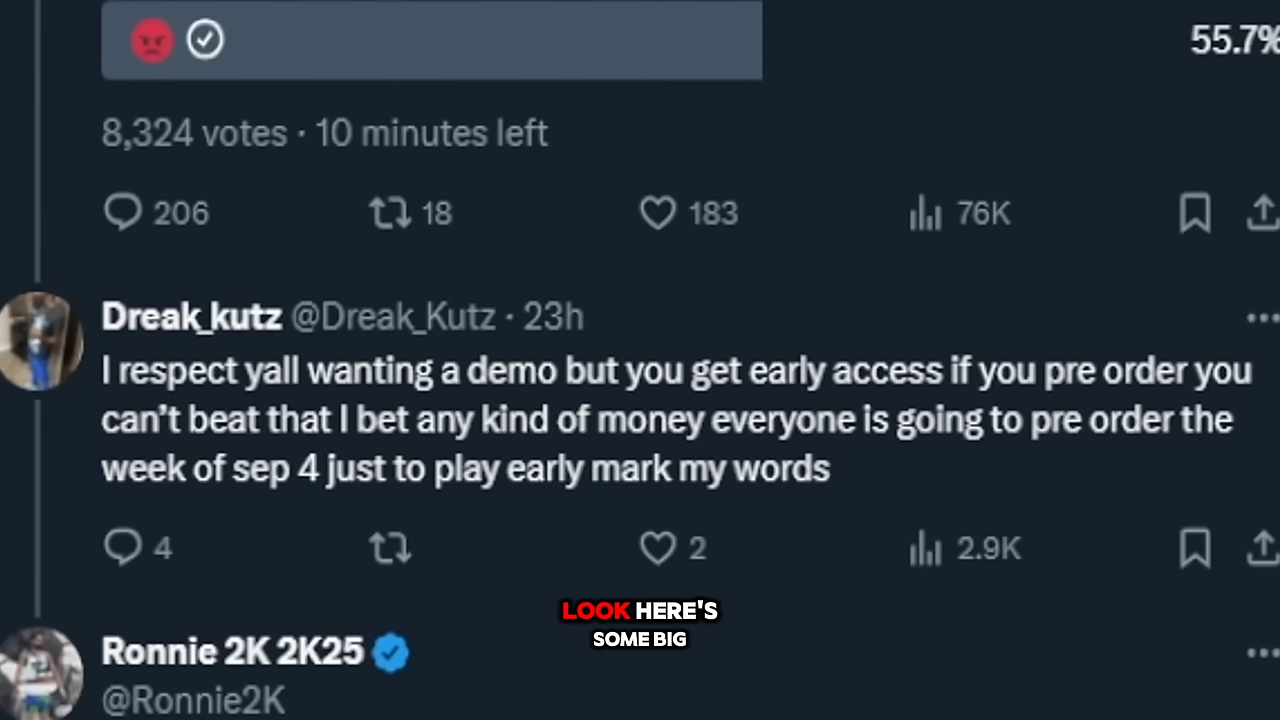 55.7%
8,324 votes · 10 minutes left
206 18 183 76K
Dreak_kutz @Dreak_Kutz · 23h
I respect yall wanting a demo but you get early access if you pre order you
can't beat that I bet any kind of money everyone is going to pre order the
week of sep 4 just to play early mark my words
4 2 2.9K
LOOK HERE'S
SOME BIG
Ronnie 2K 2K25
@Ronnie2K